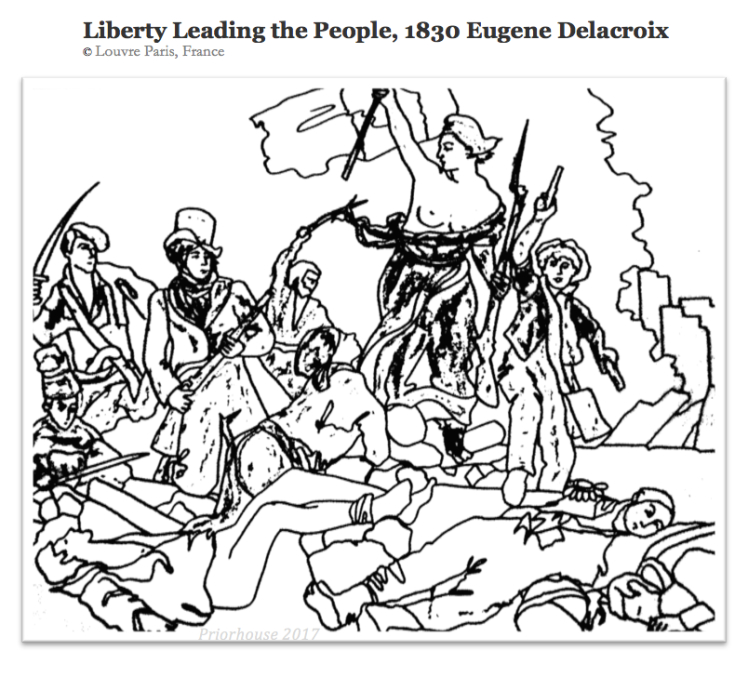 Liberty Leading the People, 1830 Eugene Delacroix
© Louvre Paris, France
Priorhouse 2017